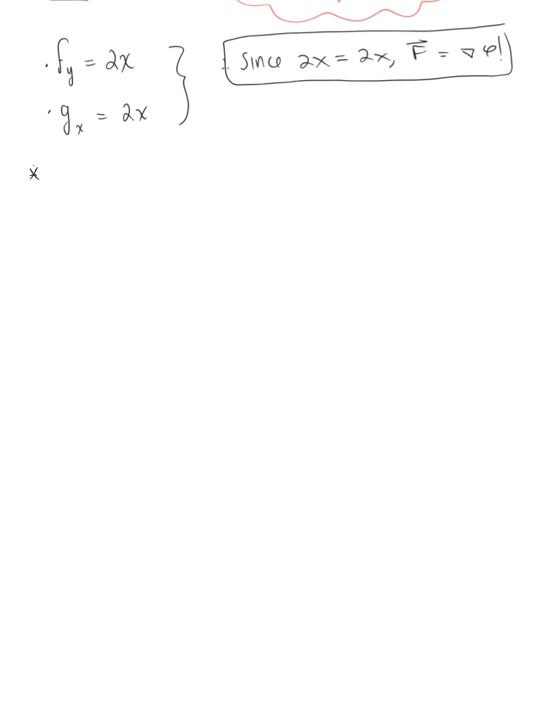 · f_y = 2x
· g_x = 2x
∴ Since 2x = 2x, F⃗ = ∇φ!
*